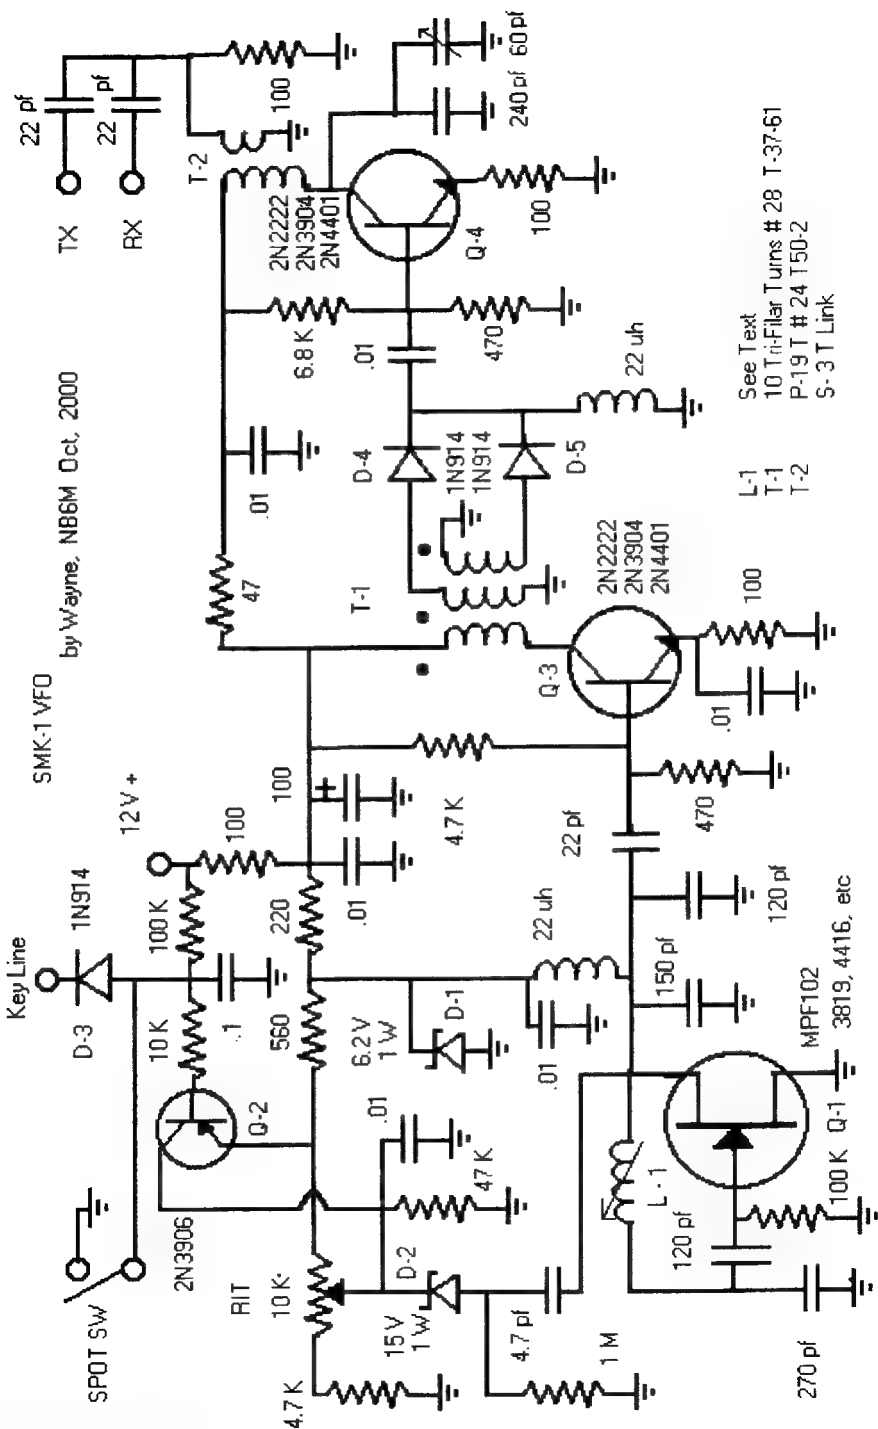 SMK-1 VFO
by Wayne, NB6M Oct, 2000
Key Line
SPOT SW
D-3
1N914
12 V +
TX
RX
22 pf
22 pf
2N3906
10 K
100 K
100
.1
Q-2
RIT
10K
4.7 K
560
220
.01
100
47
.01
T-2
100
240 pf
60 pf
2N2222
2N3904
2N4401
Q-4
100
6.8 K
470
.01
D-4
1N914
1N914
D-5
22 uh
T-1
15 V
1 W
D-2
.01
47 K
6.2 V
1 W
D-1
.01
22 uh
4.7 K
Q-3
2N2222
2N3904
2N4401
100
.01
470
22 pf
120 pf
150 pf
4.7 pf
1 M
L-1
120 pf
270 pf
100 K
Q-1
MPF102
3819, 4416, etc
L-1 See Text
T-1 10 Tri-Filar Turns # 28 T-37-61
T-2 P-19 T # 24 T50-2
S- 3 T Link